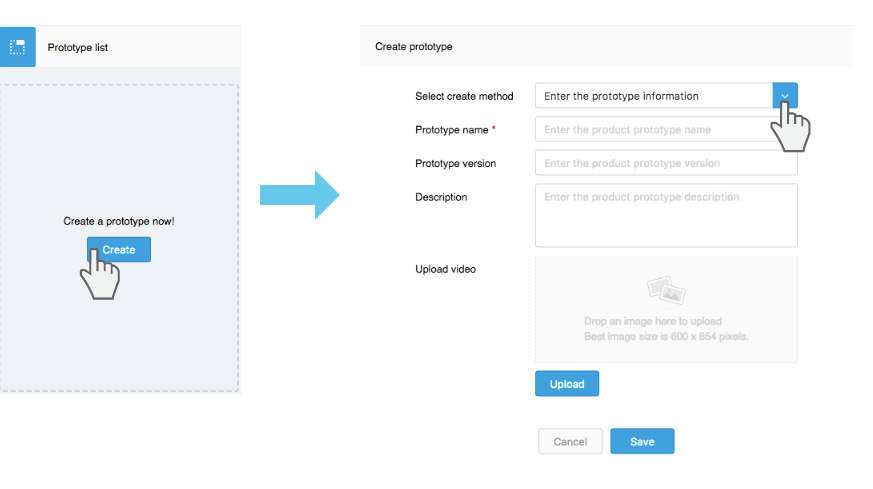 Prototype list
Create a prototype now!
Create
Create prototype
Select create method
Enter the prototype information
Prototype name *
Enter the product prototype name
Prototype version
Enter the product prototype version
Description
Enter the product prototype description
Upload video
Drop an image here to upload
Best image size is 600 x 854 pixels.
Upload
Cancel
Save